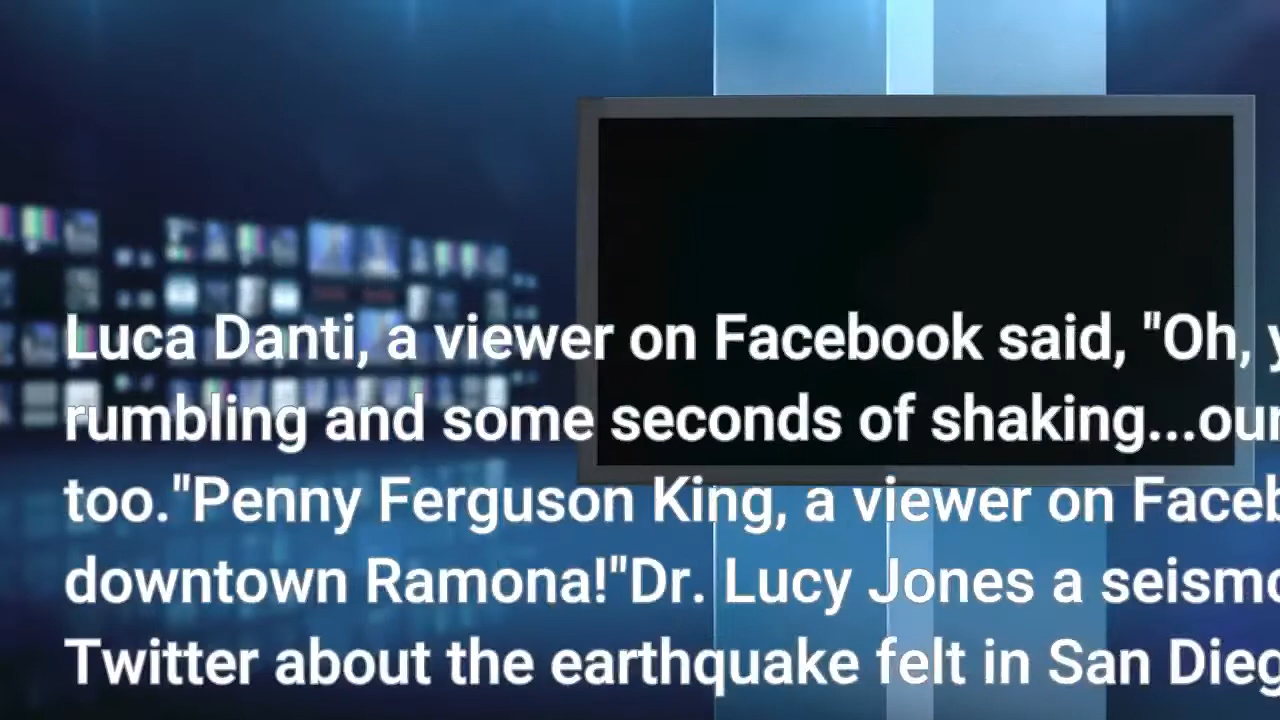 Luca Danti, a viewer on Facebook said, "Oh,
rumbling and some seconds of shaking...our
too."Penny Ferguson King, a viewer on Faceb
downtown Ramona!"Dr. Lucy Jones a seismo
Twitter about the earthquake felt in San Dieg